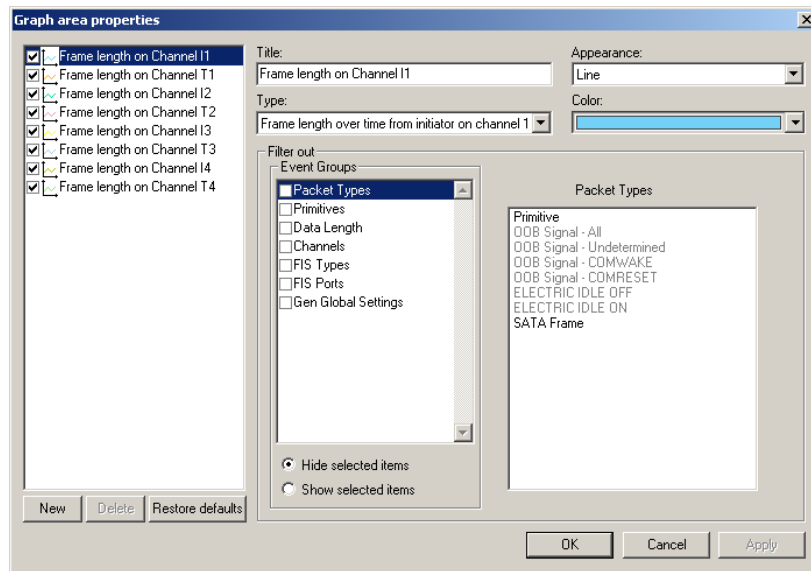 Graph area properties
Frame length on Channel I1
Frame length on Channel T1
Frame length on Channel I2
Frame length on Channel T2
Frame length on Channel I3
Frame length on Channel T3
Frame length on Channel I4
Frame length on Channel T4
New
Delete
Restore defaults
Title:
Frame length on Channel I1
Appearance:
Line
Type:
Frame length over time from initiator on channel 1
Color:
Filter out
Event Groups
Packet Types
Primitives
Data Length
Channels
FIS Types
FIS Ports
Gen Global Settings
Hide selected items
Show selected items
Packet Types
Primitive
OOB Signal - All
OOB Signal - Undetermined
OOB Signal - COMWAKE
OOB Signal - COMRESET
ELECTRIC IDLE OFF
ELECTRIC IDLE ON
SATA Frame
OK
Cancel
Apply